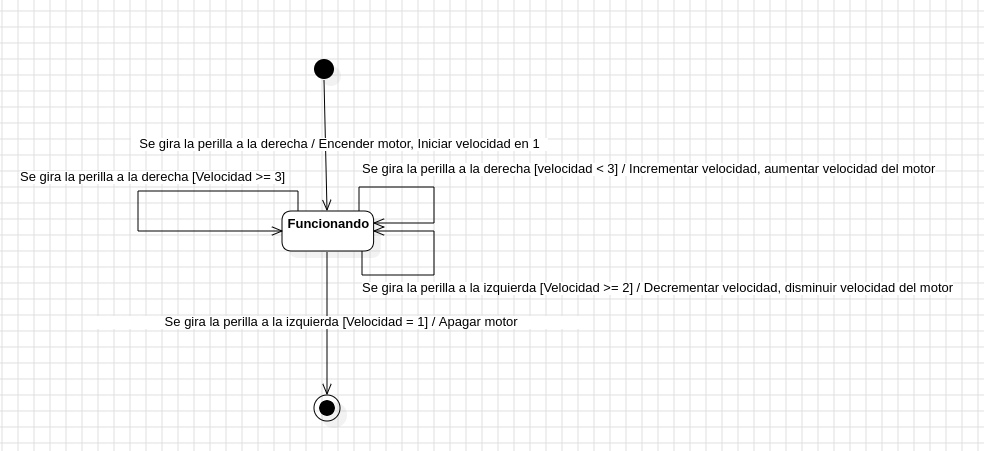 Se gira la perilla a la derecha / Encender motor, Iniciar velocidad en 1
Se gira la perilla a la derecha [velocidad < 3] / Incrementar velocidad, aumentar velocidad del motor
Se gira la perilla a la derecha [Velocidad >= 3]
Funcionando
Se gira la perilla a la izquierda [Velocidad >= 2] / Decrementar velocidad, disminuir velocidad del motor
Se gira la perilla a la izquierda [Velocidad = 1] / Apagar motor